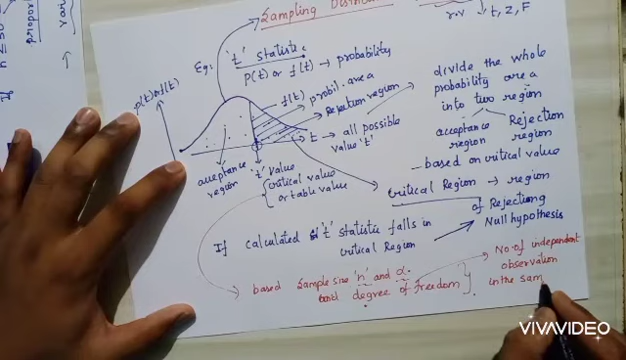 Sampling Distribu
r.v t, Z, F
Eg: 't' statistic
p(t) or f(t) → probability
p(t) or f(t)
f(t)
→ probil. area
→ Rejection region
t → all possible
value 't'
acceptance
region
't' value
critical value
or table value
divide the whole
probability area
into two region
acceptance
region
Rejection
region
- based on critical value
Critical Region → region
of Rejecting
Null hypothesis
If calculated 't' statistic falls in
critical Region
based sample size 'n' and α.
degree of freedom
No. of independent
observation
in the sam
propor
VIVAVIDEO